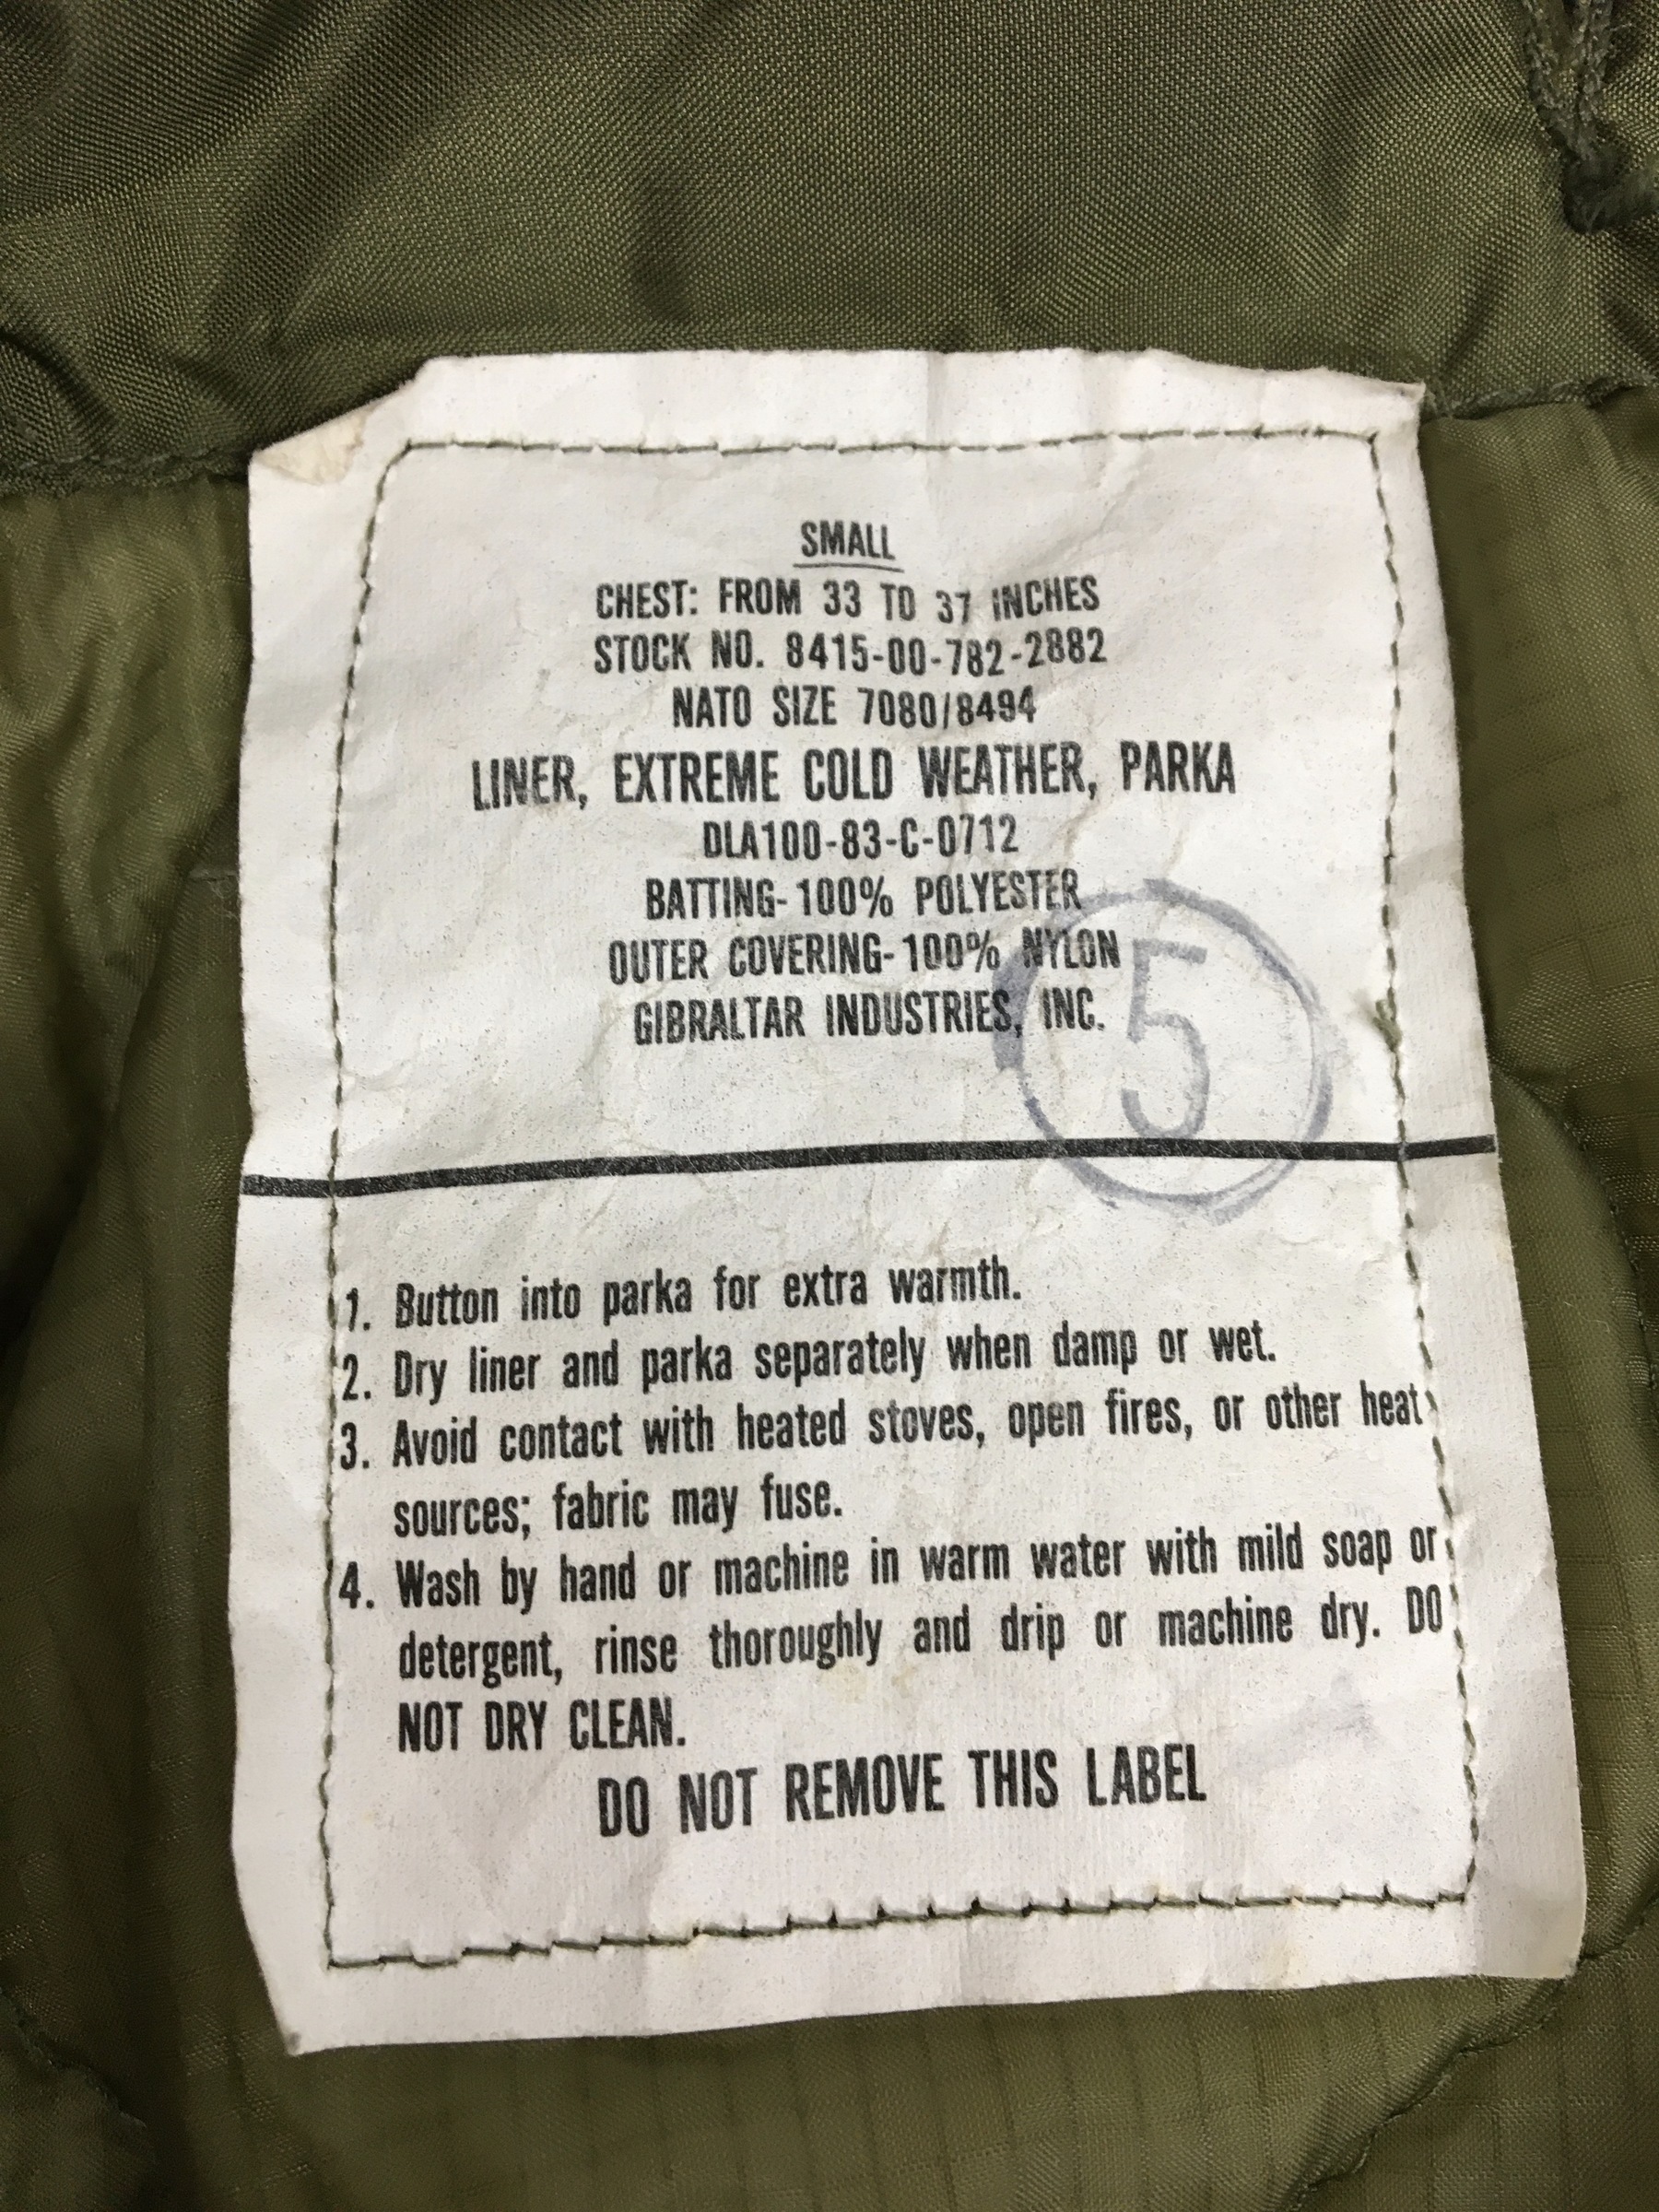 SMALL
CHEST: FROM 33 TO 37 INCHES
STOCK NO. 8415-00-782-2882
NATO SIZE 7080/8494
LINER, EXTREME COLD WEATHER, PARKA
DLA100-83-C-0712
BATTING-100% POLYESTER
OUTER COVERING-100% NYLON
GIBRALTAR INDUSTRIES, INC.
5
1. Button into parka for extra warmth.
2. Dry liner and parka separately when damp or wet.
3. Avoid contact with heated stoves, open fires, or other heat
sources; fabric may fuse.
4. Wash by hand or machine in warm water with mild soap or
detergent, rinse thoroughly and drip or machine dry. DO
NOT DRY CLEAN.
DO NOT REMOVE THIS LABEL